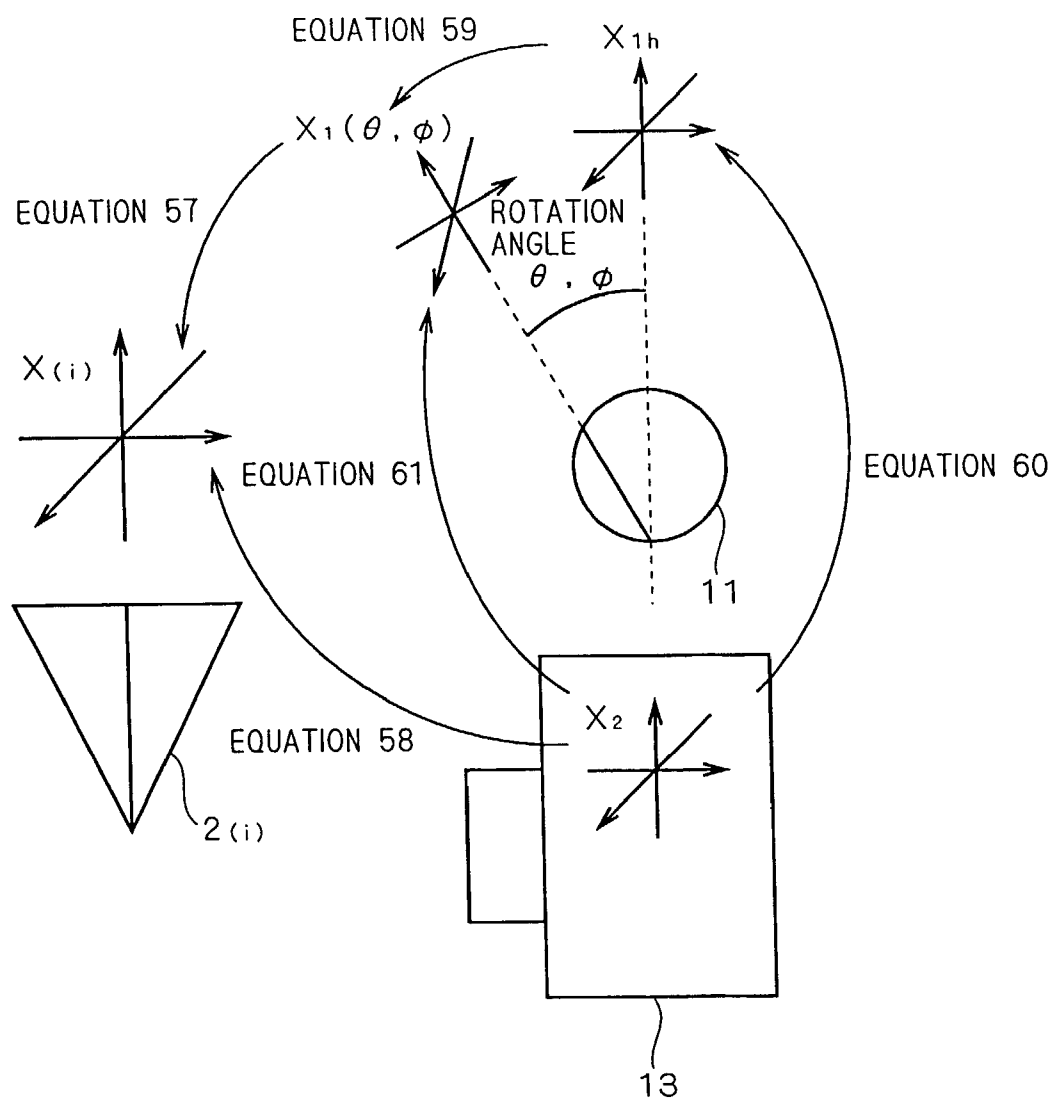 EQUATION 59
X1h
X1(θ, φ)
EQUATION 57
ROTATION
ANGLE
θ, φ
X(i)
EQUATION 61
EQUATION 60
11
X2
EQUATION 58
2(i)
13